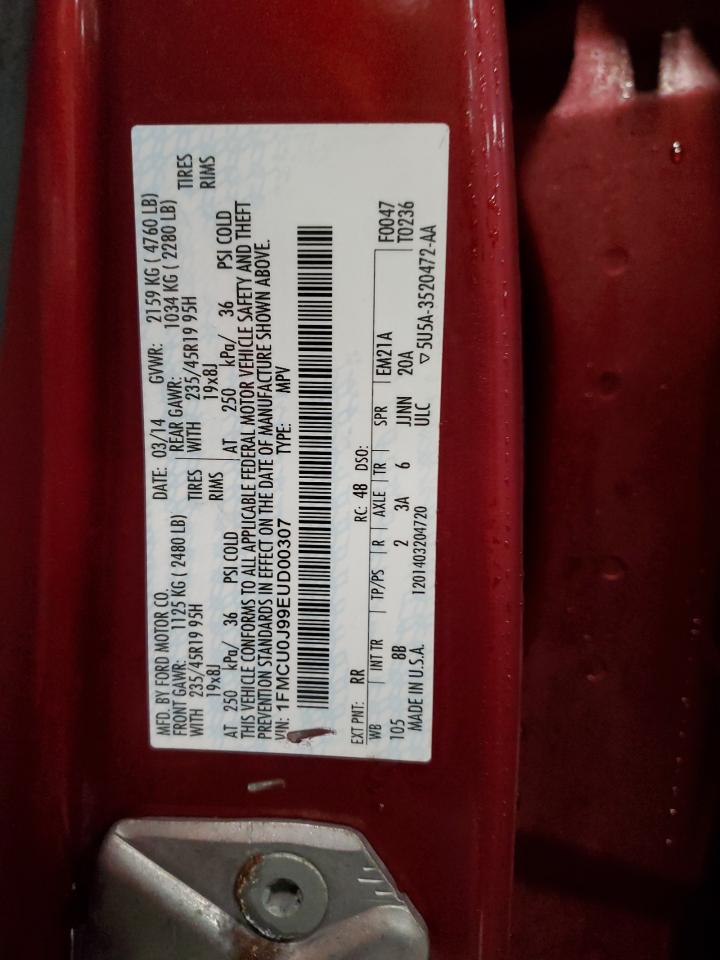 MFD. BY FORD MOTOR CO.
DATE: 03/14 GVWR: 2159 KG ( 4760 LB)
FRONT GAWR: 1125 KG ( 2480 LB)
REAR GAWR: 1034 KG ( 2280 LB)
WITH 235/45R19 95H TIRES
WITH 235/45R19 95H TIRES
19x8J RIMS
19x8J RIMS
AT 250 kPa/ 36 PSI COLD
AT 250 kPa/ 36 PSI COLD
THIS VEHICLE CONFORMS TO ALL APPLICABLE FEDERAL MOTOR VEHICLE SAFETY AND THEFT
PREVENTION STANDARDS IN EFFECT ON THE DATE OF MANUFACTURE SHOWN ABOVE.
VIN: 1FMCU0J99EUD00307 TYPE: MPV
EXT PNT: RR RC: 48 DSO: F0047
WB INT TR TP/PS R AXLE TR SPR EM21A T0236
105 8B 2 3A 6 JJNN 20A
MADE IN U.S.A. 1201403204720 ULC ▽5U5A-3520472-AA